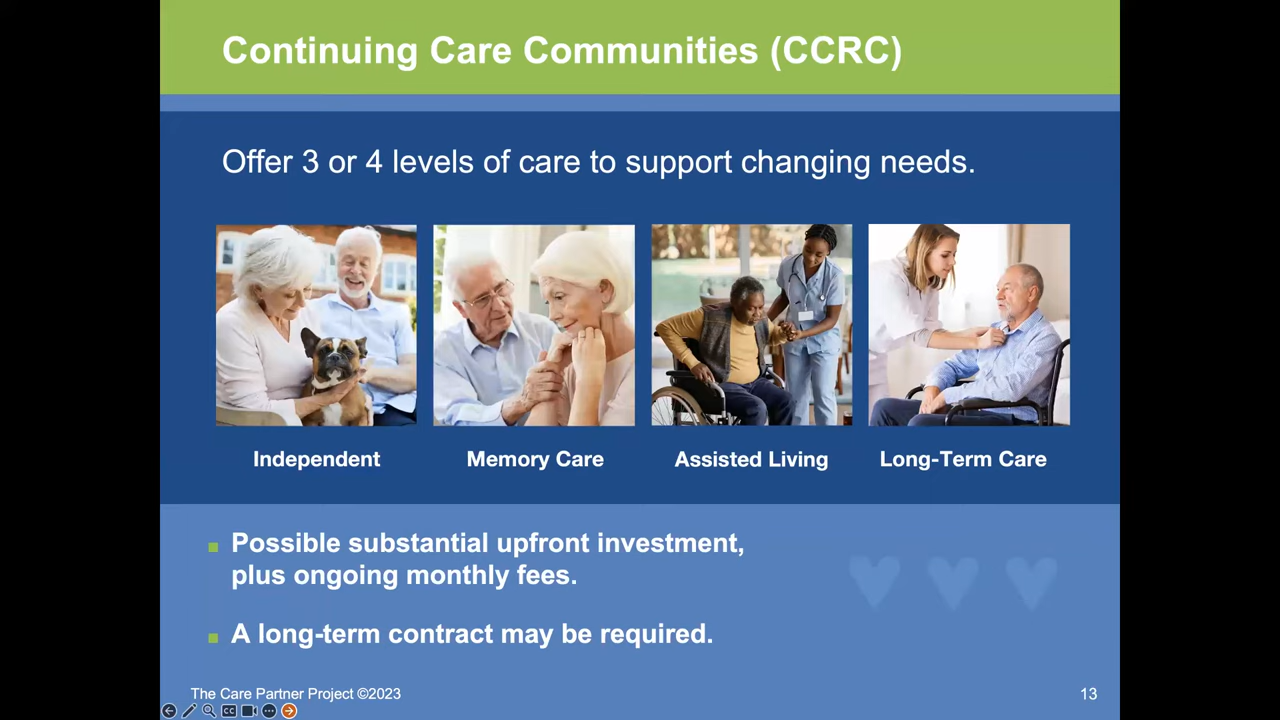 Continuing Care Communities (CCRC)
Offer 3 or 4 levels of care to support changing needs.
Independent
Memory Care
Assisted Living
Long-Term Care
Possible substantial upfront investment,
plus ongoing monthly fees.
A long-term contract may be required.
The Care Partner Project ©2023
13
CC